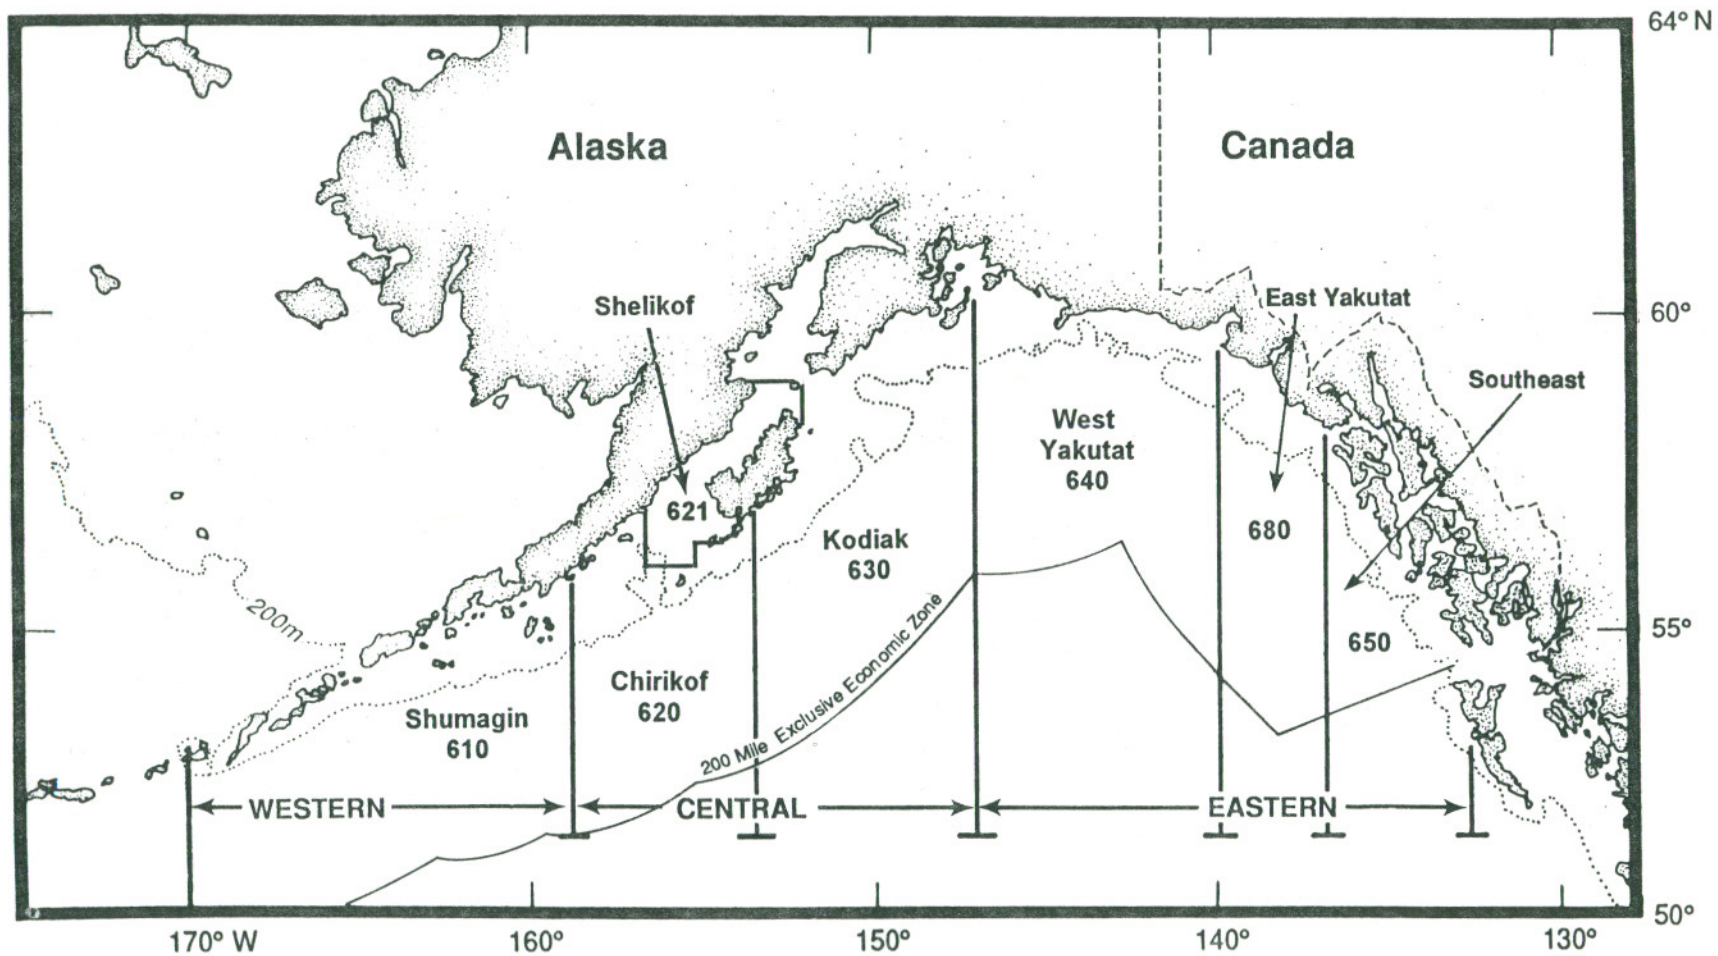 64° N
Alaska
Canada
Shelikof
East Yakutat
60°
Southeast
West
Yakutat
640
621
680
Kodiak
630
200m
55°
650
Chirikof
620
Shumagin
610
200 Mile Exclusive Economic Zone
WESTERN
CENTRAL
EASTERN
50°
170° W
160°
150°
140°
130°